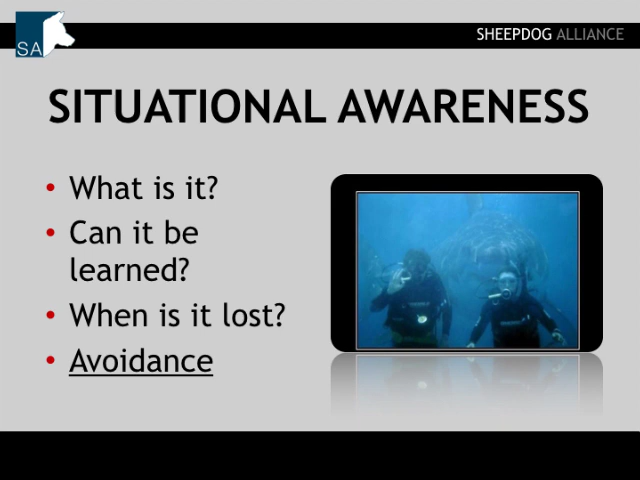 SA
SHEEPDOG ALLIANCE
SITUATIONAL AWARENESS
• What is it?
• Can it be
learned?
• When is it lost?
• Avoidance